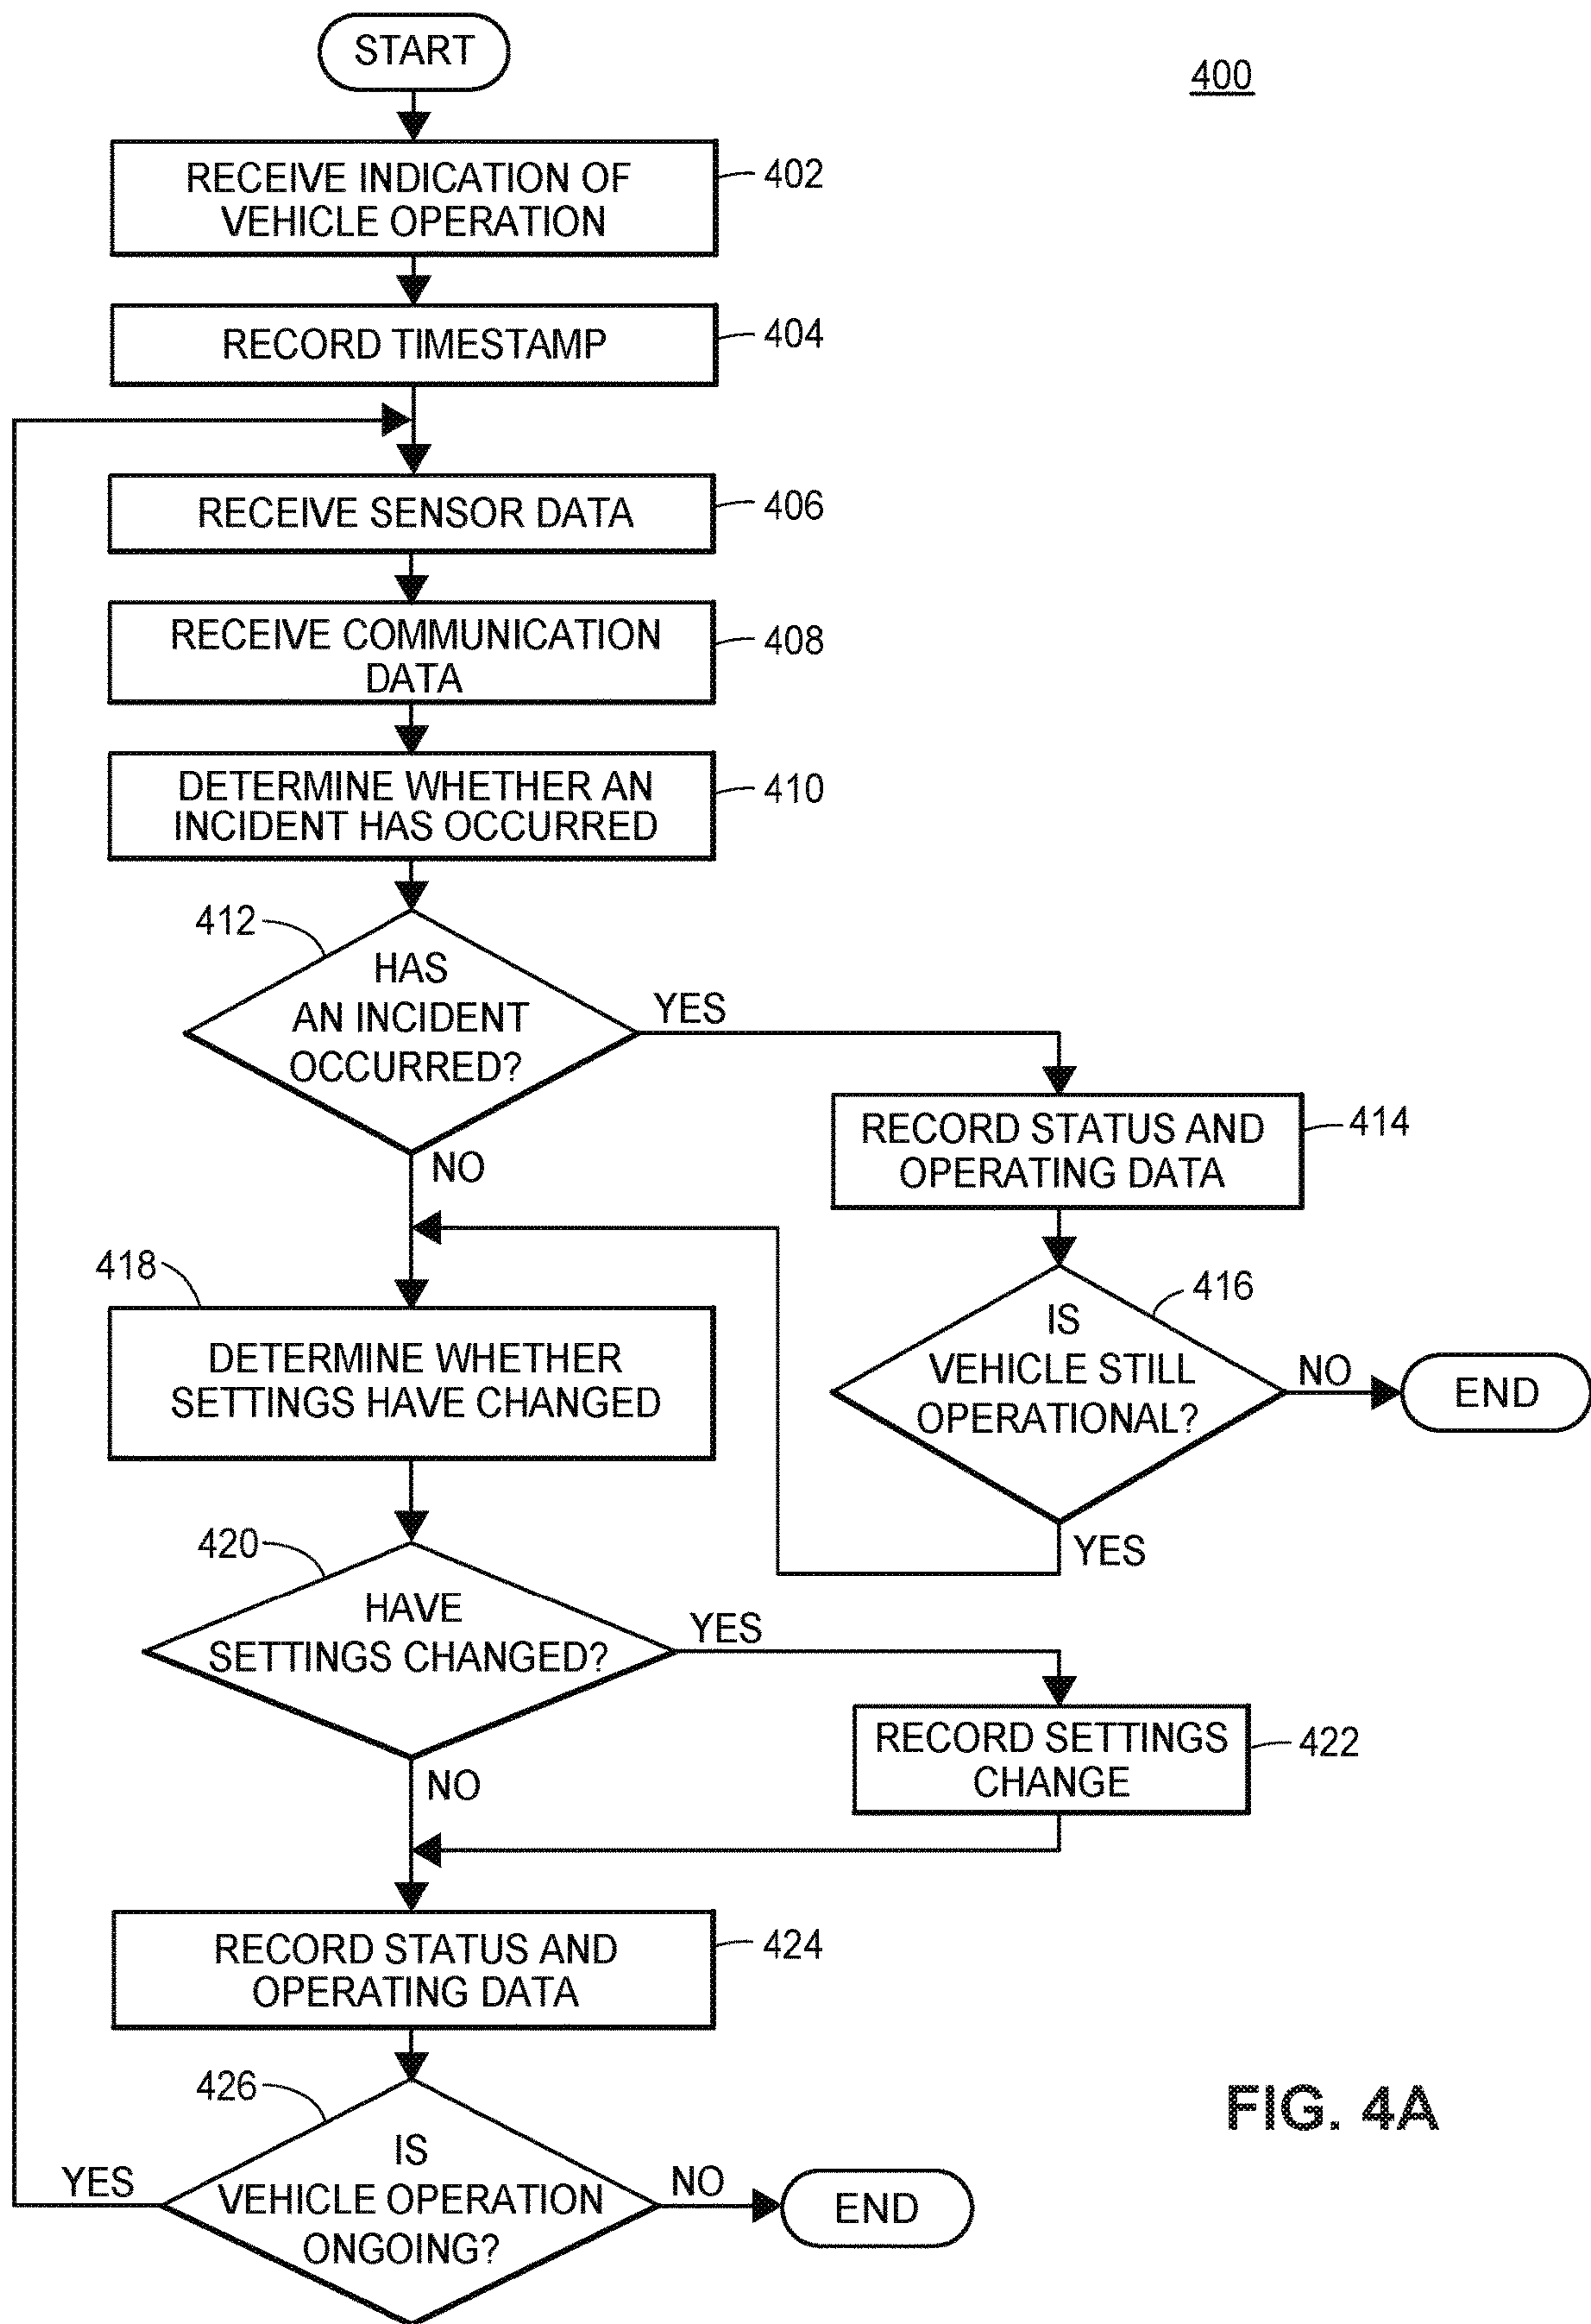 START
400
RECEIVE INDICATION OF
VEHICLE OPERATION
402
RECORD TIMESTAMP
404
RECEIVE SENSOR DATA
406
RECEIVE COMMUNICATION
DATA
408
DETERMINE WHETHER AN
INCIDENT HAS OCCURRED
410
412
HAS
AN INCIDENT
OCCURRED?
YES
NO
RECORD STATUS AND
OPERATING DATA
414
416
IS
VEHICLE STILL
OPERATIONAL?
NO
END
YES
418
DETERMINE WHETHER
SETTINGS HAVE CHANGED
420
HAVE
SETTINGS CHANGED?
YES
NO
RECORD SETTINGS
CHANGE
422
RECORD STATUS AND
OPERATING DATA
424
426
IS
VEHICLE OPERATION
ONGOING?
YES
NO
END
FIG. 4A